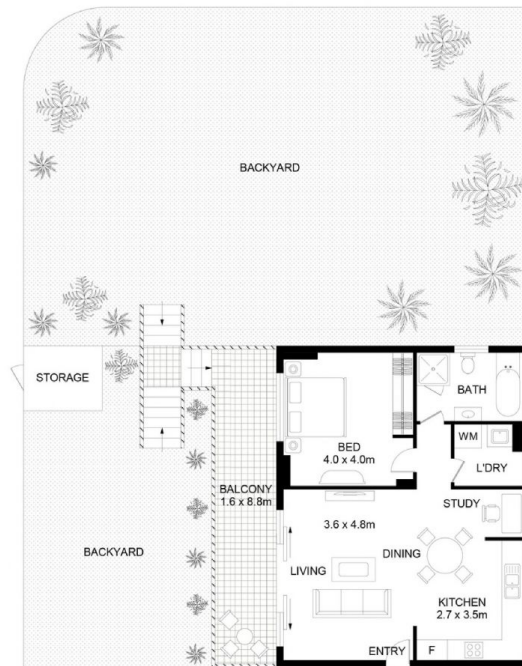 BACKYARD
STORAGE
BATH
BED
4.0 x 4.0m
WM
L'DRY
BALCONY
1.6 x 8.8m
STUDY
3.6 x 4.8m
BACKYARD
DINING
LIVING
KITCHEN
2.7 x 3.5m
ENTRY
F